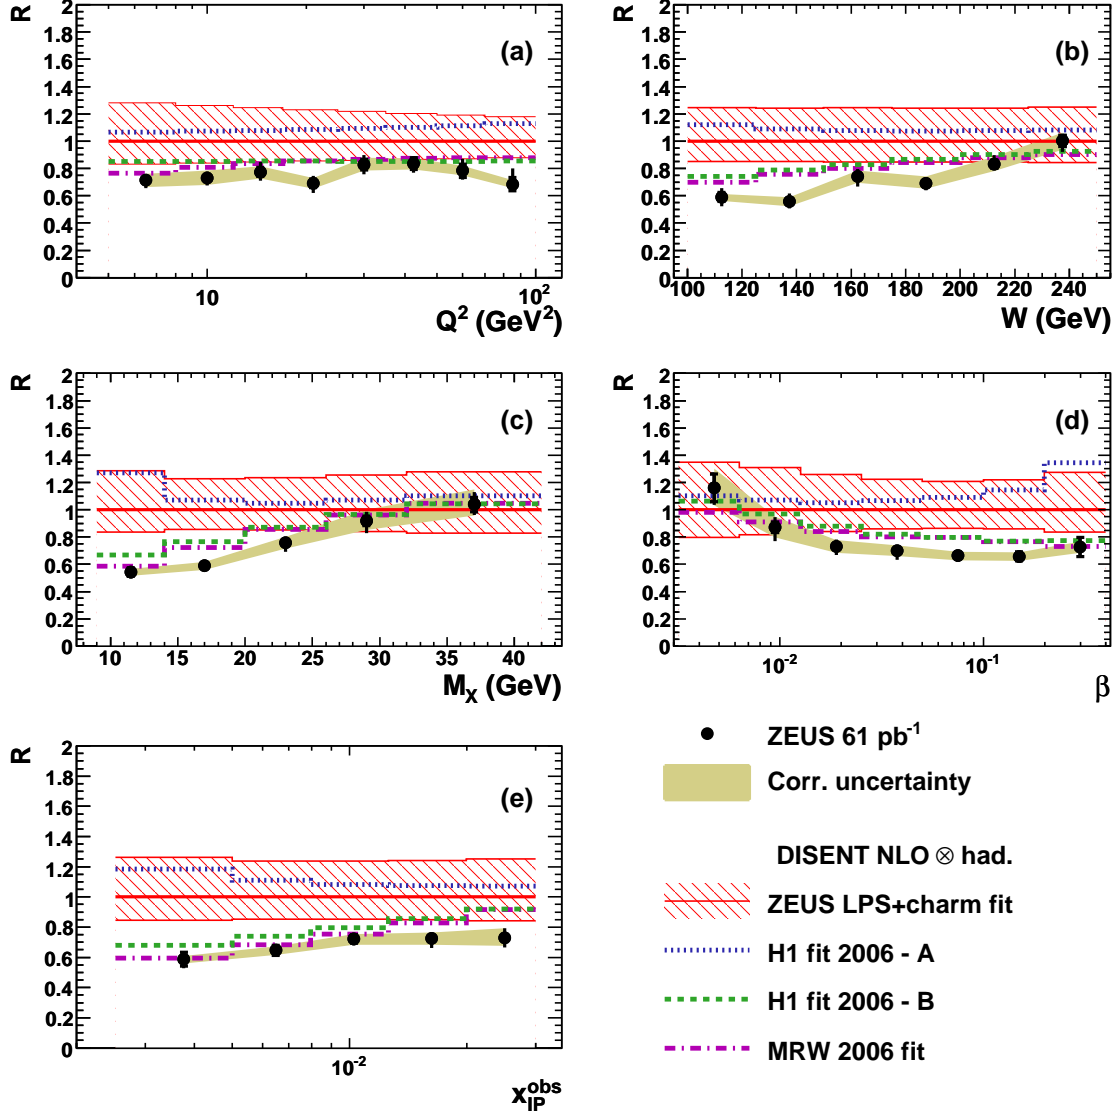 R
2
1.8
1.6
1.4
1.2
1
0.8
0.6
0.4
0.2
0
(a)
10
10²
Q² (GeV²)
R
2
1.8
1.6
1.4
1.2
1
0.8
0.6
0.4
0.2
0
(b)
100 120 140 160 180 200 220 240
W (GeV)
R
2
1.8
1.6
1.4
1.2
1
0.8
0.6
0.4
0.2
0
(c)
10 15 20 25 30 35 40
M_X (GeV)
R
2
1.8
1.6
1.4
1.2
1
0.8
0.6
0.4
0.2
0
(d)
10⁻² 10⁻¹
β
R
2
1.8
1.6
1.4
1.2
1
0.8
0.6
0.4
0.2
0
(e)
10⁻²
x_IP^obs
ZEUS 61 pb⁻¹
Corr. uncertainty
DISENT NLO ⊗ had.
ZEUS LPS+charm fit
H1 fit 2006 - A
H1 fit 2006 - B
MRW 2006 fit